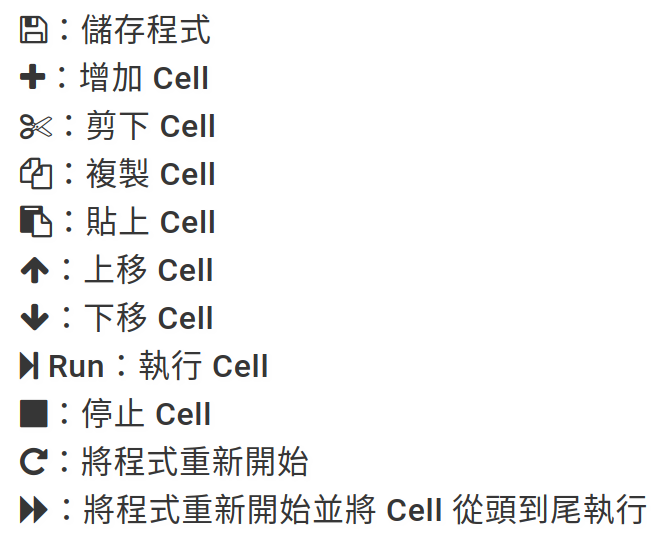 ：儲存程式
：增加 Cell
：剪下 Cell
：複製 Cell
：貼上 Cell
：上移 Cell
：下移 Cell
Run：執行 Cell
：停止 Cell
：將程式重新開始
：將程式重新開始並將 Cell 從頭到尾執行